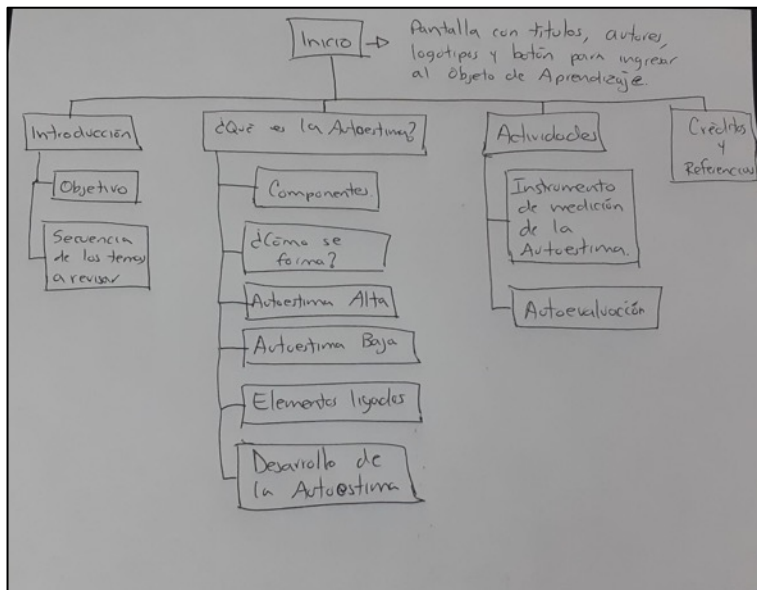 Inicio
Pantalla con titulos, autores,
logotipos y botón para ingresar
al Objeto de Aprendizaje.
Introducción
Objetivo
Secuencia
de los temas
a revisar
¿Qué es la Autoestima?
Componentes.
¿Cómo se
forma?
Autoestima Alta
Autoestima Baja
Elementos ligados
Desarrollo de
la Autoestima
Actividades
Instrumento
de medición
de la
Autoestima.
Autoevaluación
Créditos
y
Referencias